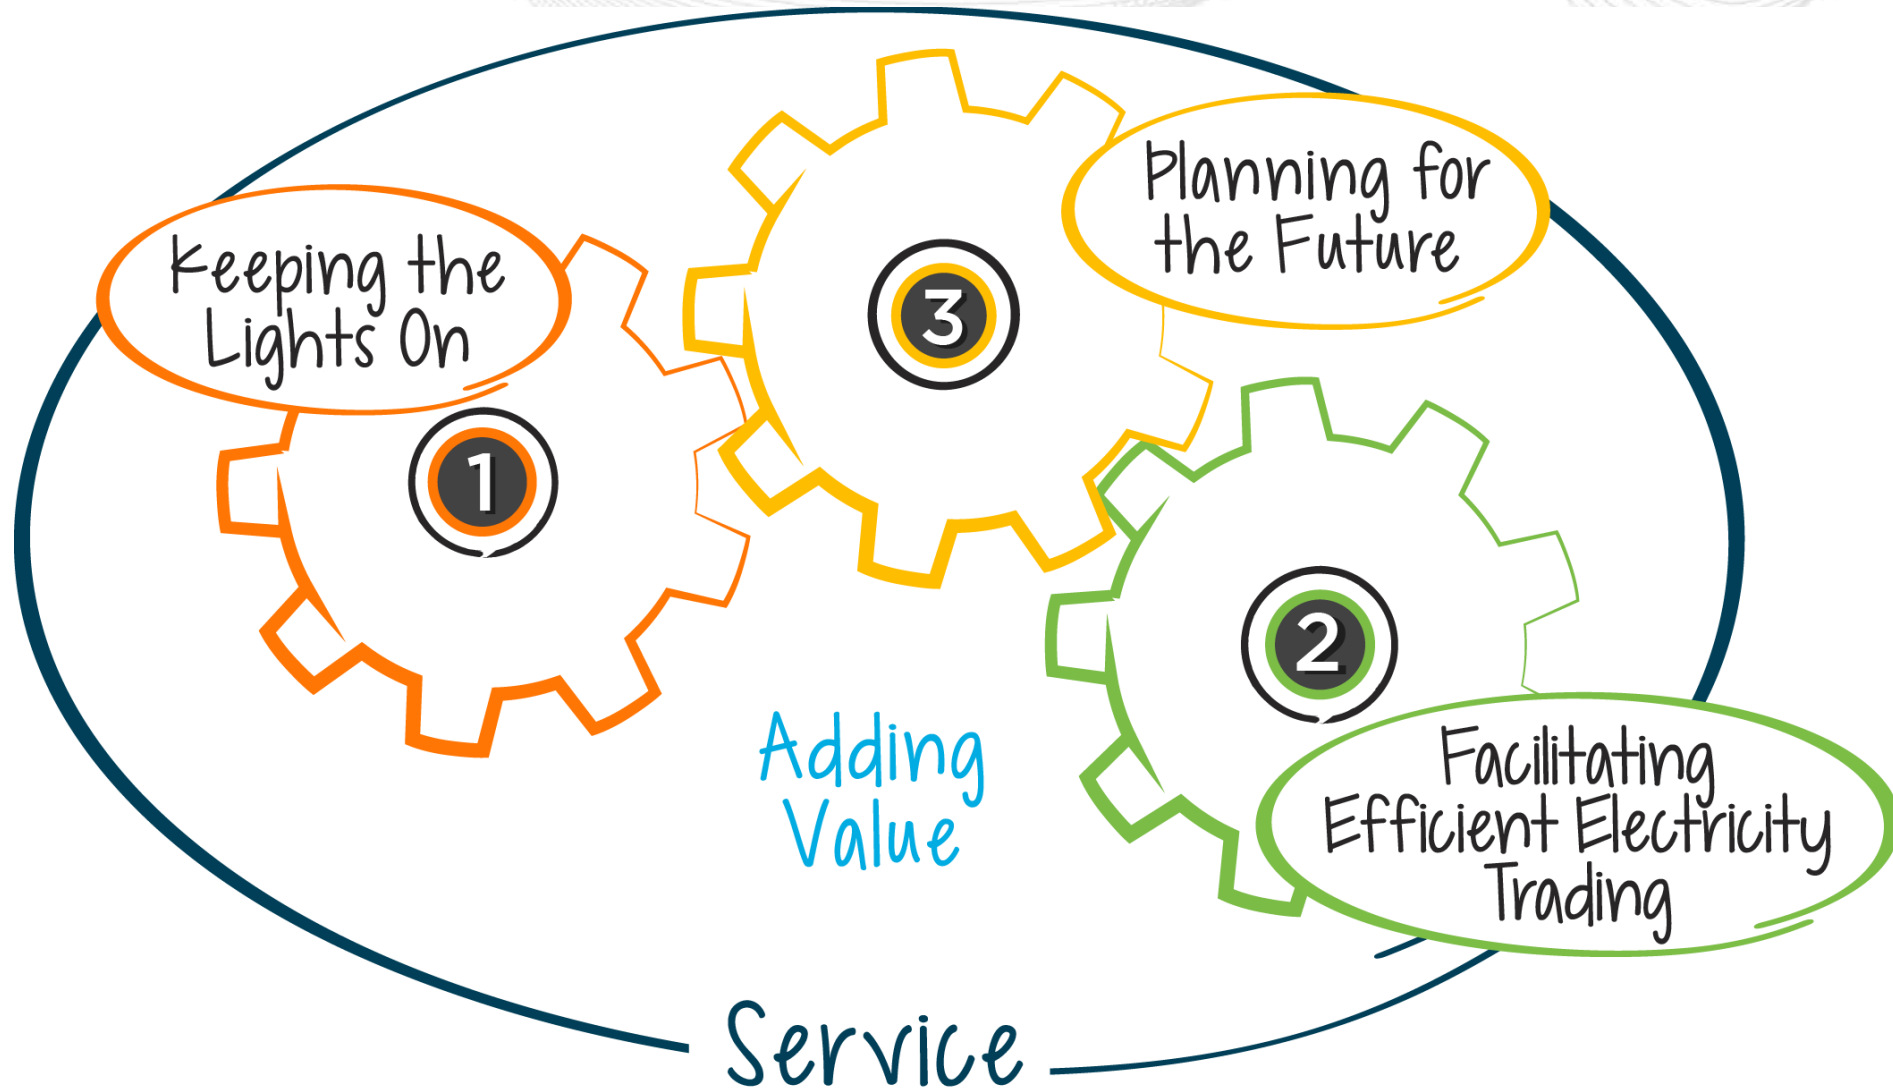 Keeping the
Lights On
1
3
Planning for
the Future
2
Facilitating
Efficient Electricity
Trading
Adding
Value
Service